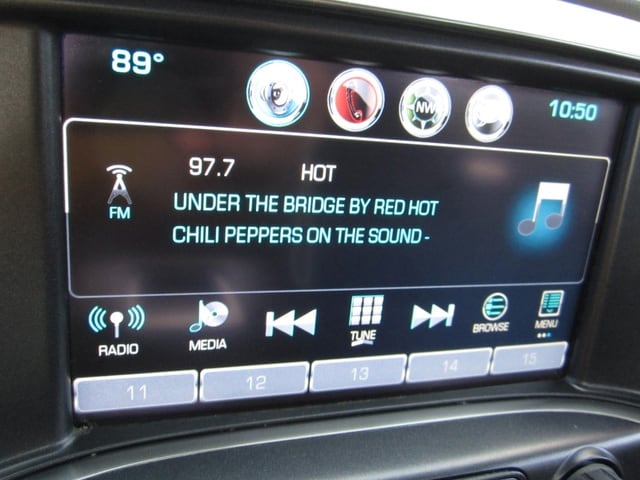 89°
NW
10:50
97.7 HOT
FM
UNDER THE BRIDGE BY RED HOT
CHILI PEPPERS ON THE SOUND -
RADIO
MEDIA
TUNE
BROWSE
MENU
11 12 13 14 15